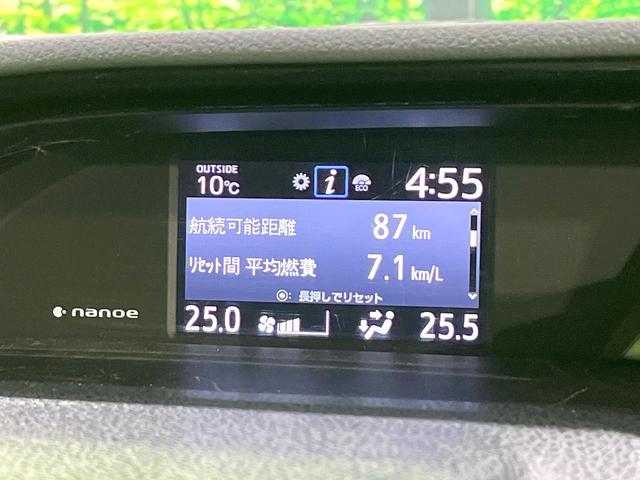 OUTSIDE
10℃
i
ECO
4:55
航続可能距離 87 km
リセット間 平均燃費 7.1 km/L
◉: 長押しでリセット
nanoe
25.0
25.5